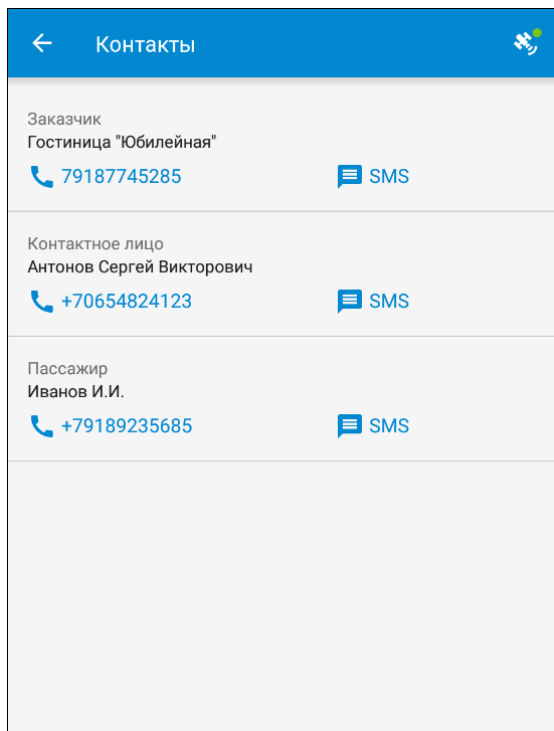 Контакты
Заказчик
Гостиница "Юбилейная"
79187745285 SMS
Контактное лицо
Антонов Сергей Викторович
+70654824123 SMS
Пассажир
Иванов И.И.
+79189235685 SMS